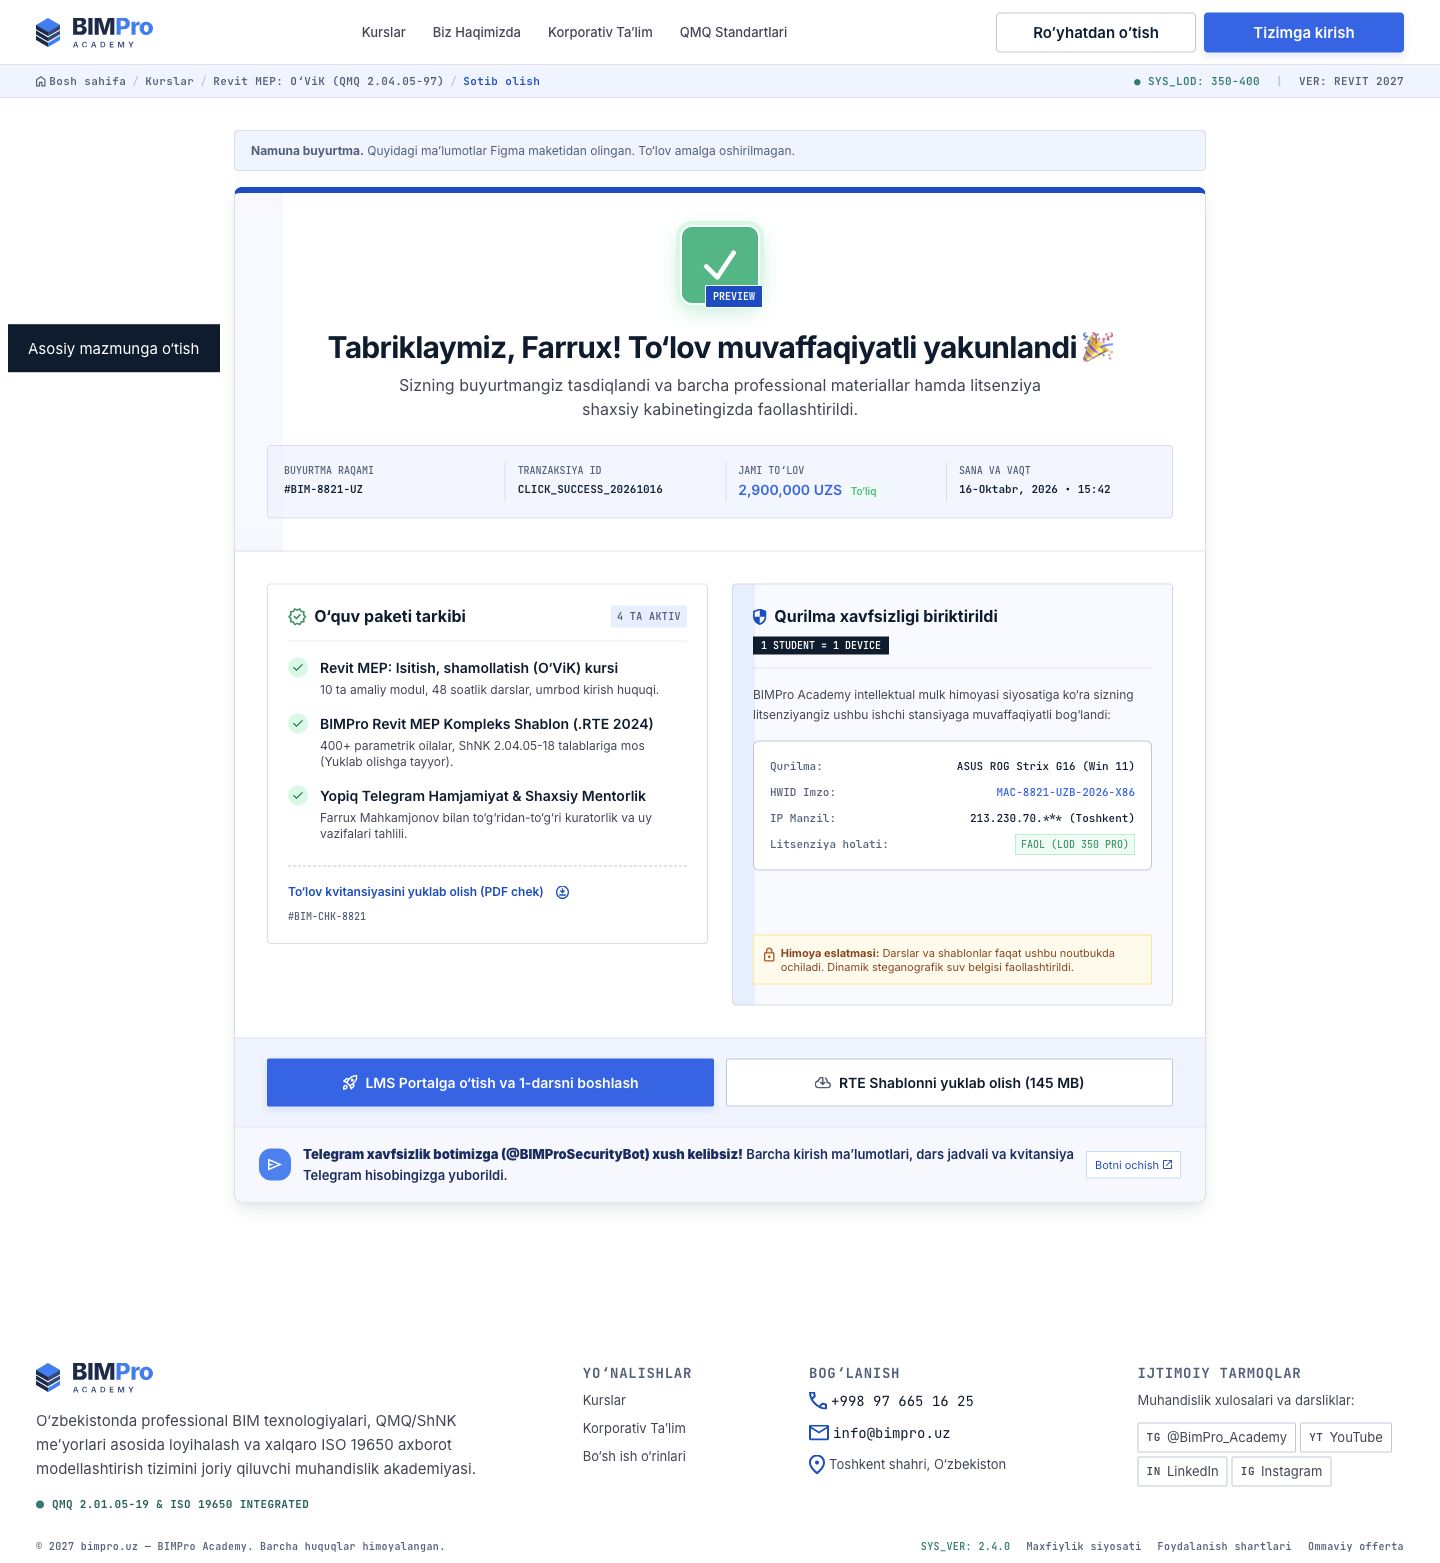 BIMPro
ACADEMY
Kurslar
Biz Haqimizda
Korporativ Ta’lim
QMQ Standartlari
Ro‘yhatdan o‘tish
Tizimga kirish
Bosh sahifa / Kurslar / Revit MEP: O‘ViK (QMQ 2.04.05-97) / Sotib olish
SYS_LOD: 350-400 | VER: REVIT 2027
Namuna buyurtma. Quyidagi ma’lumotlar Figma maketidan olingan. To‘lov amalga oshirilmagan.
PREVIEW
Asosiy mazmunga o‘tish
Tabriklaymiz, Farrux! To‘lov muvaffaqiyatli yakunlandi 🎉
Sizning buyurtmangiz tasdiqlandi va barcha professional materiallar hamda litsenziya
shaxsiy kabinetingizda faollashtirildi.
BUYURTMA RAQAMI
#BIM-8821-UZ
TRANZAKSIYA ID
CLICK_SUCCESS_20261016
JAMI TO‘LOV
2,900,000 UZS To‘liq
SANA VA VAQT
16-Oktabr, 2026 • 15:42
O‘quv paketi tarkibi
4 TA AKTIV
Revit MEP: Isitish, shamollatish (O‘ViK) kursi
10 ta amaliy modul, 48 soatlik darslar, umrbod kirish huquqi.
BIMPro Revit MEP Kompleks Shablon (.RTE 2024)
400+ parametrik oilalar, ShNK 2.04.05-18 talablariga mos
(Yuklab olishga tayyor).
Yopiq Telegram Hamjamiyat & Shaxsiy Mentorlik
Farrux Mahkamjonov bilan to‘g‘ridan-to‘g‘ri kuratorlik va uy
vazifalari tahlili.
To‘lov kvitansiyasini yuklab olish (PDF chek)
#BIM-CHK-8821
Qurilma xavfsizligi biriktirildi
1 STUDENT = 1 DEVICE
BIMPro Academy intellektual mulk himoyasi siyosatiga ko‘ra sizning
litsenziyangiz ushbu ishchi stansiyaga muvaffaqiyatli bog‘landi:
Qurilma: ASUS ROG Strix G16 (Win 11)
HWID Imzo: MAC-8821-UZB-2026-X86
IP Manzil: 213.230.70.*** (Toshkent)
Litsenziya holati: FAOL (LOD 350 PRO)
Himoya eslatmasi: Darslar va shablonlar faqat ushbu noutbukda
ochiladi. Dinamik steganografik suv belgisi faollashtirildi.
LMS Portalga o‘tish va 1-darsni boshlash
RTE Shablonni yuklab olish (145 MB)
Telegram xavfsizlik botimizga (@BIMProSecurityBot) xush kelibsiz! Barcha kirish ma’lumotlari, dars jadvali va kvitansiya
Telegram hisobingizga yuborildi.
Botni ochish
BIMPro
ACADEMY
O‘zbekistonda professional BIM texnologiyalari, QMQ/ShNK
me’yorlari asosida loyihalash va xalqaro ISO 19650 axborot
modellashtirish tizimini joriy qiluvchi muhandislik akademiyasi.
QMQ 2.01.05-19 & ISO 19650 INTEGRATED
YO‘NALISHLAR
Kurslar
Korporativ Ta’lim
Bo‘sh ish o‘rinlari
BOG‘LANISH
+998 97 665 16 25
info@bimpro.uz
Toshkent shahri, O‘zbekiston
IJTIMOIY TARMOQLAR
Muhandislik xulosalari va darsliklar:
TG @BimPro_Academy
YT YouTube
IN LinkedIn
IG Instagram
© 2027 bimpro.uz — BIMPro Academy. Barcha huquqlar himoyalangan.
SYS_VER: 2.4.0 Maxfiylik siyosati Foydalanish shartlari Ommaviy offerta